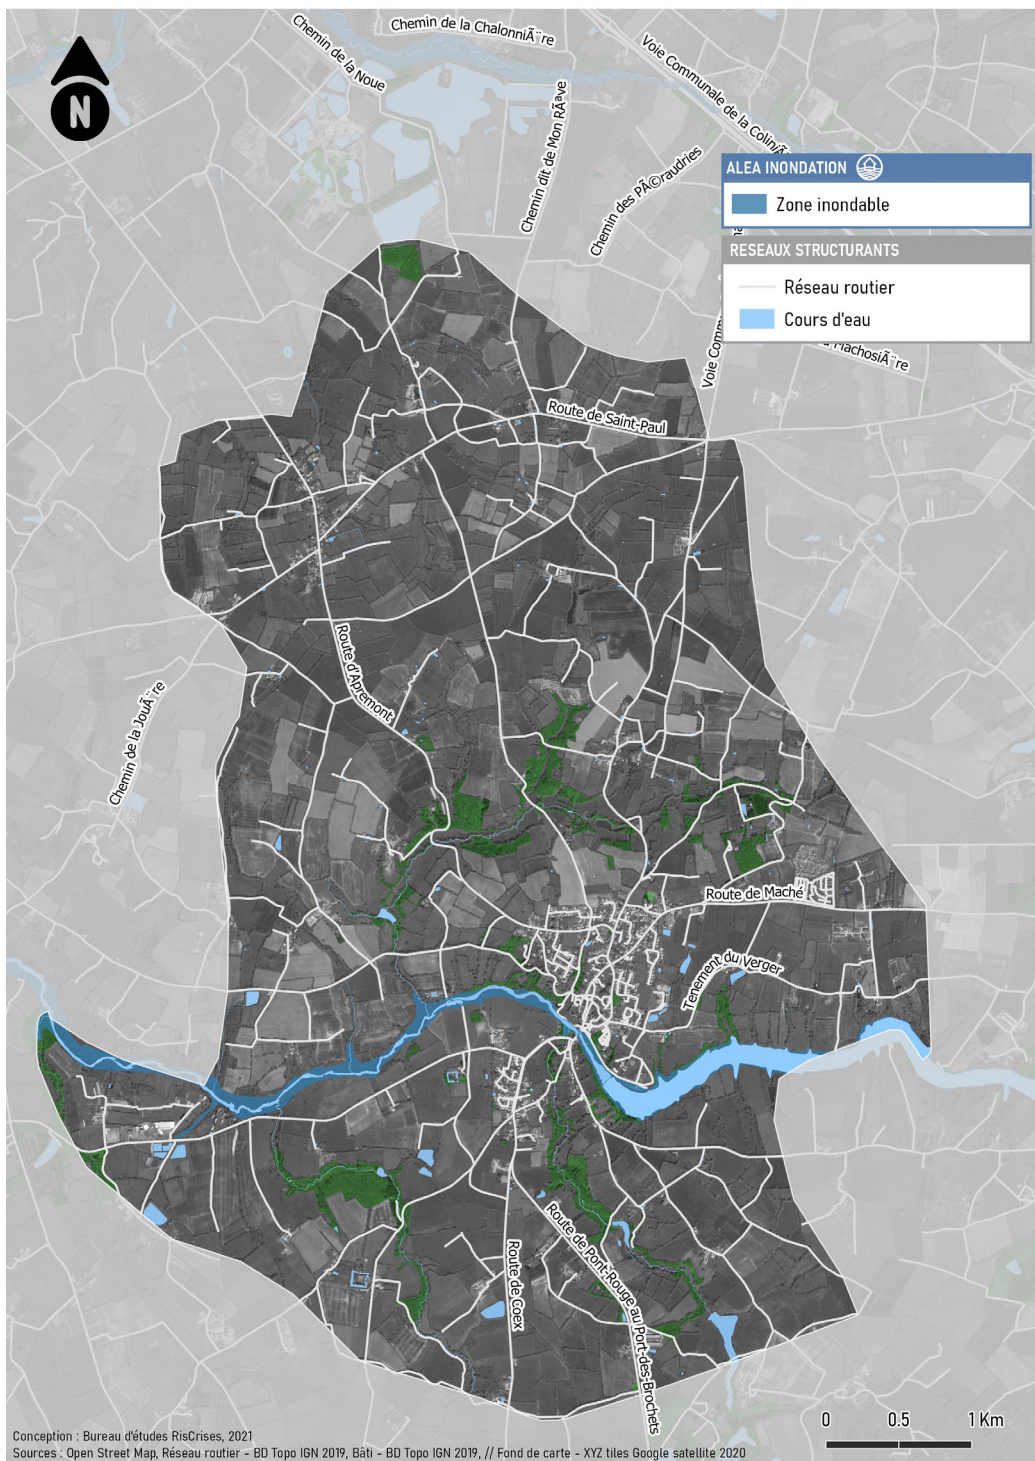 Chemin de la ChalonniÃ¨re
Chemin de la Noue
Voie Communale de la ColinÃ
Chemin dit de Mon RÃªve
Chemin des PÃ©raudries
N
ALEA INONDATION
Zone inondable
RESEAUX STRUCTURANTS
Réseau routier
Cours d'eau
Voie Comm
MachosiÃ¨re
Route de Saint-Paul
Route d'Apremont
Chemin de la JouÃ¨re
Route de Maché
Tenement du Verger
Route de Coex
Route de Pont-Rouge au Port-des-Brochets
0 0.5 1 Km
Conception : Bureau d'études RisCrises, 2021
Sources : Open Street Map, Réseau routier - BD Topo IGN 2019, Bâti - BD Topo IGN 2019, // Fond de carte - XYZ tiles Google satellite 2020